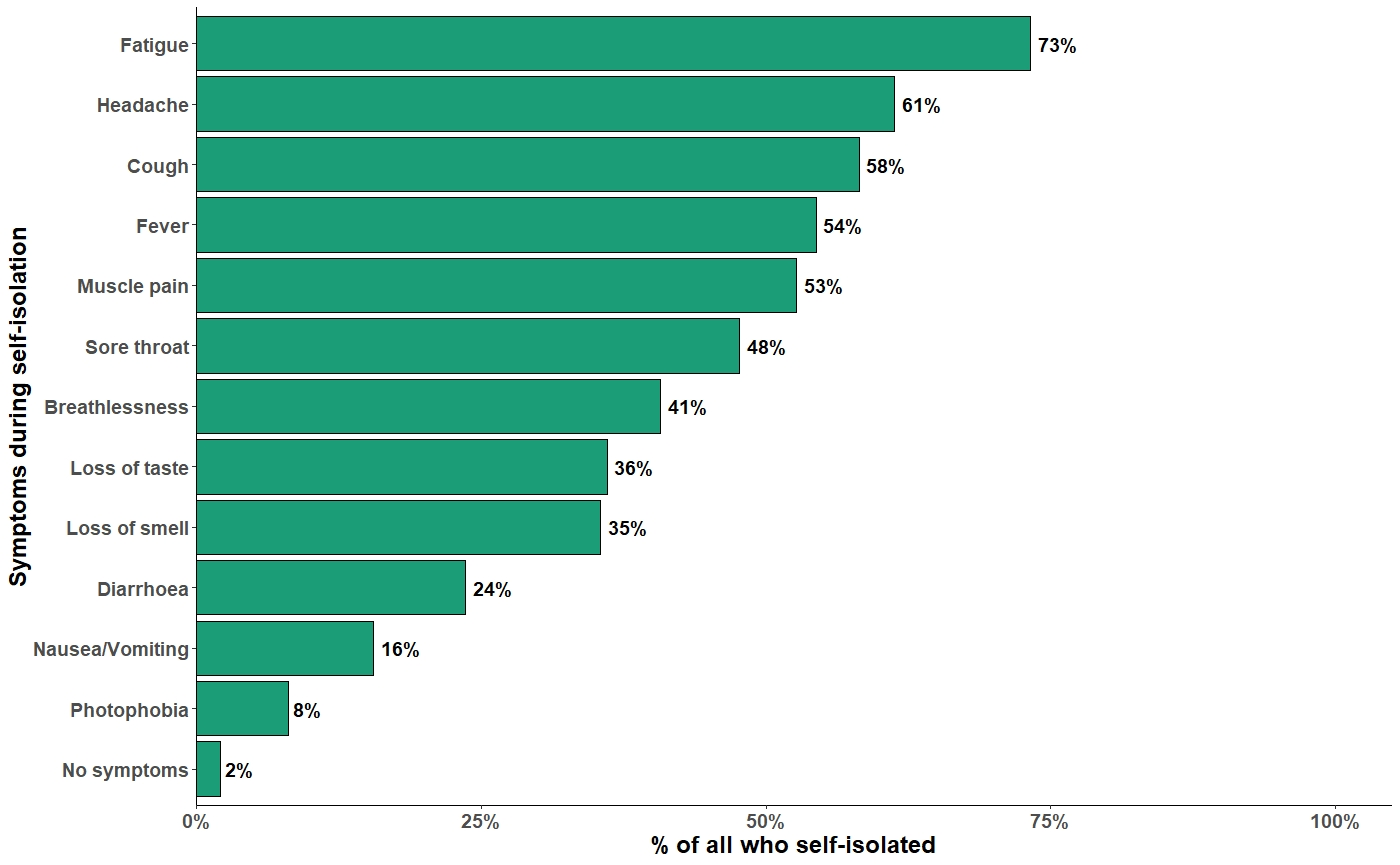 Symptoms during self-isolation
Fatigue 73%
Headache 61%
Cough 58%
Fever 54%
Muscle pain 53%
Sore throat 48%
Breathlessness 41%
Loss of taste 36%
Loss of smell 35%
Diarrhoea 24%
Nausea/Vomiting 16%
Photophobia 8%
No symptoms 2%
0% 25% 50% 75% 100%
% of all who self-isolated